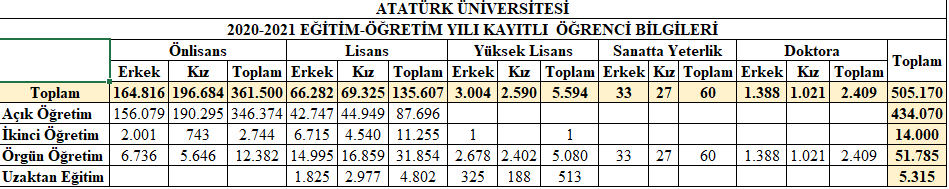 ATATÜRK ÜNİVERSİTESİ
2020-2021 EĞİTİM-ÖĞRETİM YILI KAYITLI ÖĞRENCİ BİLGİLERİ
Önlisans Lisans Yüksek Lisans Sanatta Yeterlik Doktora Toplam
Erkek Kız Toplam Erkek Kız Toplam Erkek Kız Toplam Erkek Kız Toplam Erkek Kız Toplam
Toplam 164.816 196.684 361.500 66.282 69.325 135.607 3.004 2.590 5.594 33 27 60 1.388 1.021 2.409 505.170
Açık Öğretim 156.079 190.295 346.374 42.747 44.949 87.696 434.070
İkinci Öğretim 2.001 743 2.744 6.715 4.540 11.255 1 1 14.000
Örgün Öğretim 6.736 5.646 12.382 14.995 16.859 31.854 2.678 2.402 5.080 33 27 60 1.388 1.021 2.409 51.785
Uzaktan Eğitim 1.825 2.977 4.802 325 188 513 5.315